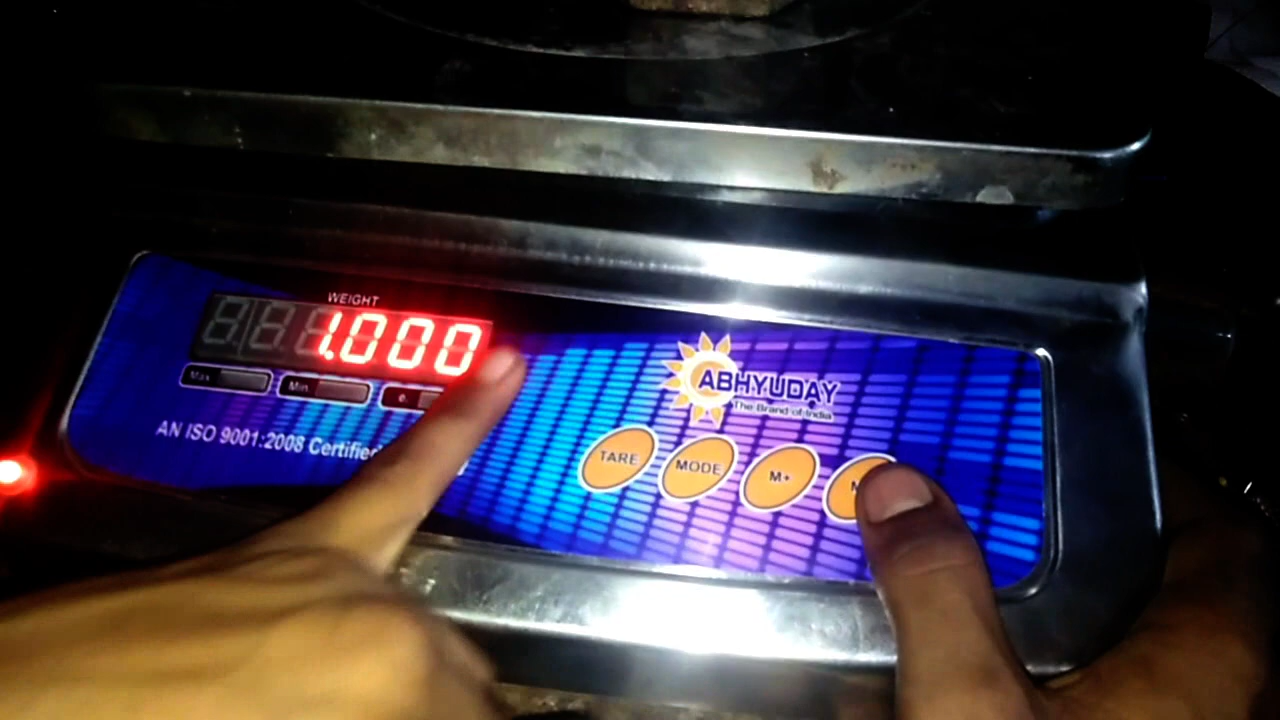 WEIGHT
1.000
Max
Min
e.
AN ISO 9001:2008 Certified
ABHYUDAY
The Brand of India
TARE
MODE
M+